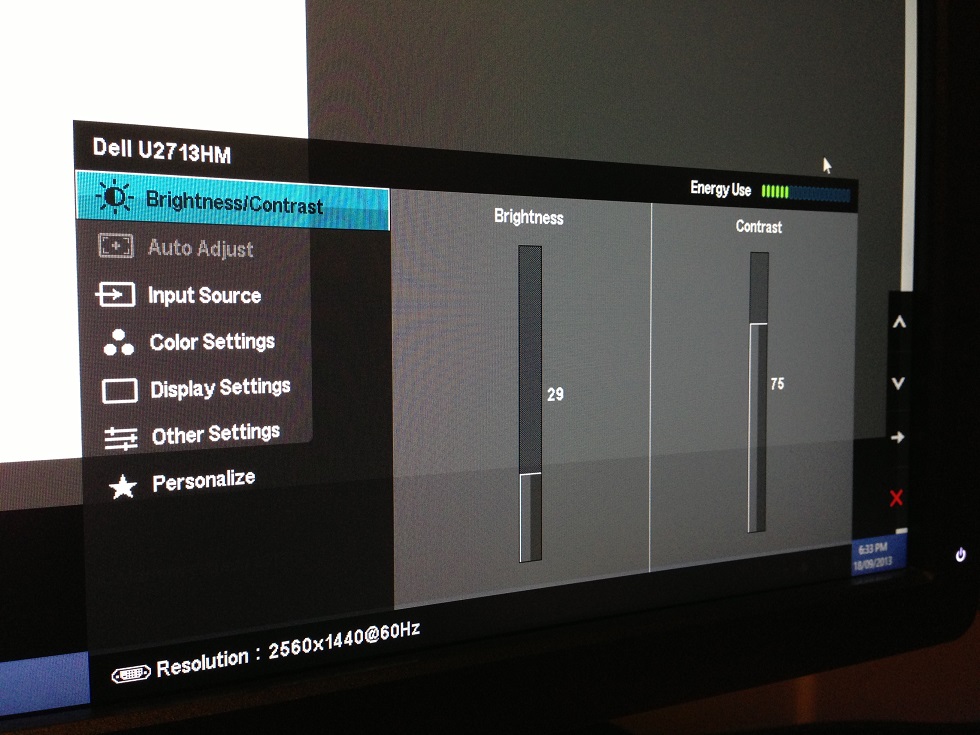 Dell U2713HM
Energy Use
Brightness/Contrast
Auto Adjust
Input Source
Color Settings
Display Settings
Other Settings
Personalize
Brightness
29
Contrast
75
6:33 PM
18/09/2013
Resolution : 2560x1440@60Hz